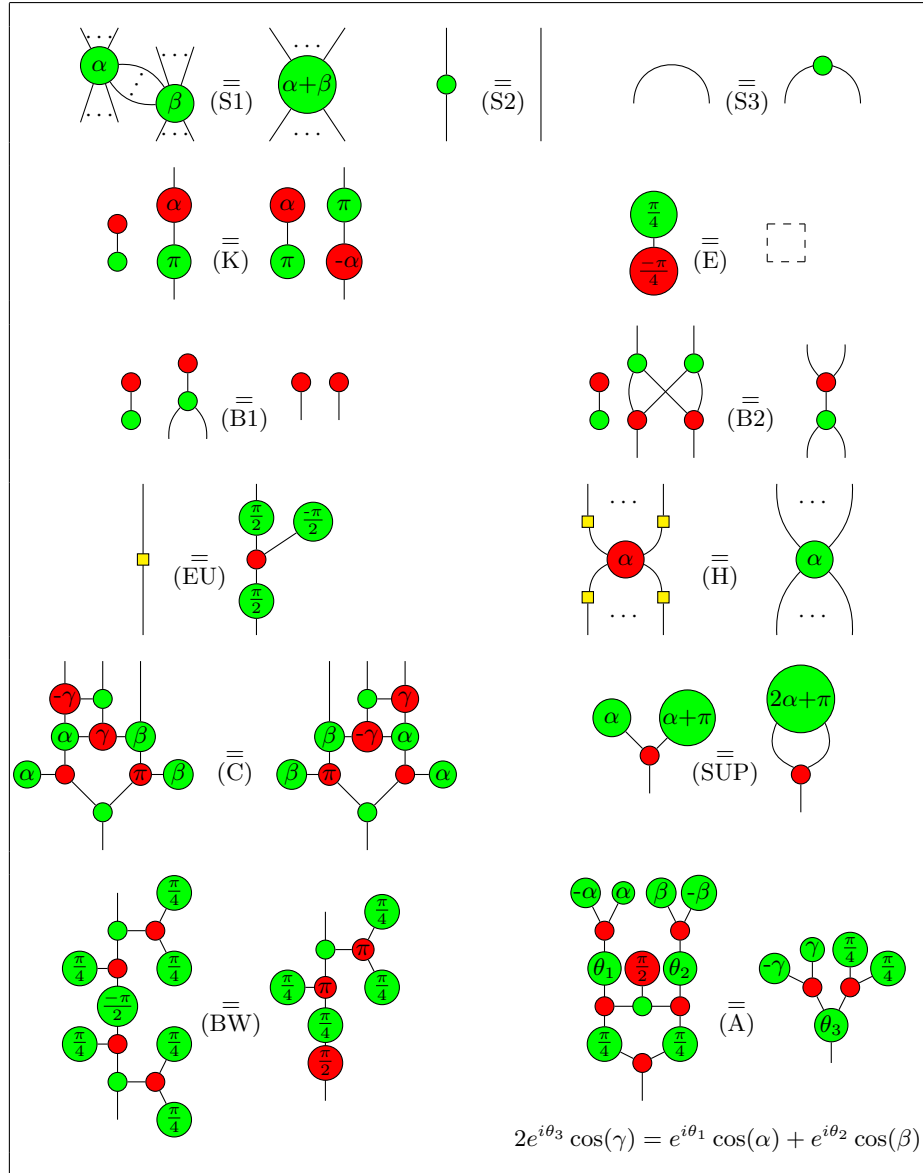 α β ⋯ ⋯ ⋯ ⋯ = (S1) α+β ⋯ ⋯ = (S2) = (S3)
α π = (K) α π π -α π/4 -π/4 = (E)
= (B1) = (B2)
= (EU) π/2 π/2 -π/2 ⋯ α ⋯ = (H) ⋯ α ⋯
-γ α γ β α π β = (C) γ β -γ α β π α α α+π = (SUP) 2α+π
π/4 π/4 π/4 -π/2 π/4 π/4 π/4 = (BW) π/4 π π/4 π π/4 π/4 π/2 -α α β -β θ₁ π/2 θ₂ π/4 π/4 = (A) -γ γ π/4 π/4 θ₃
2e^{iθ₃} cos(γ) = e^{iθ₁} cos(α) + e^{iθ₂} cos(β)